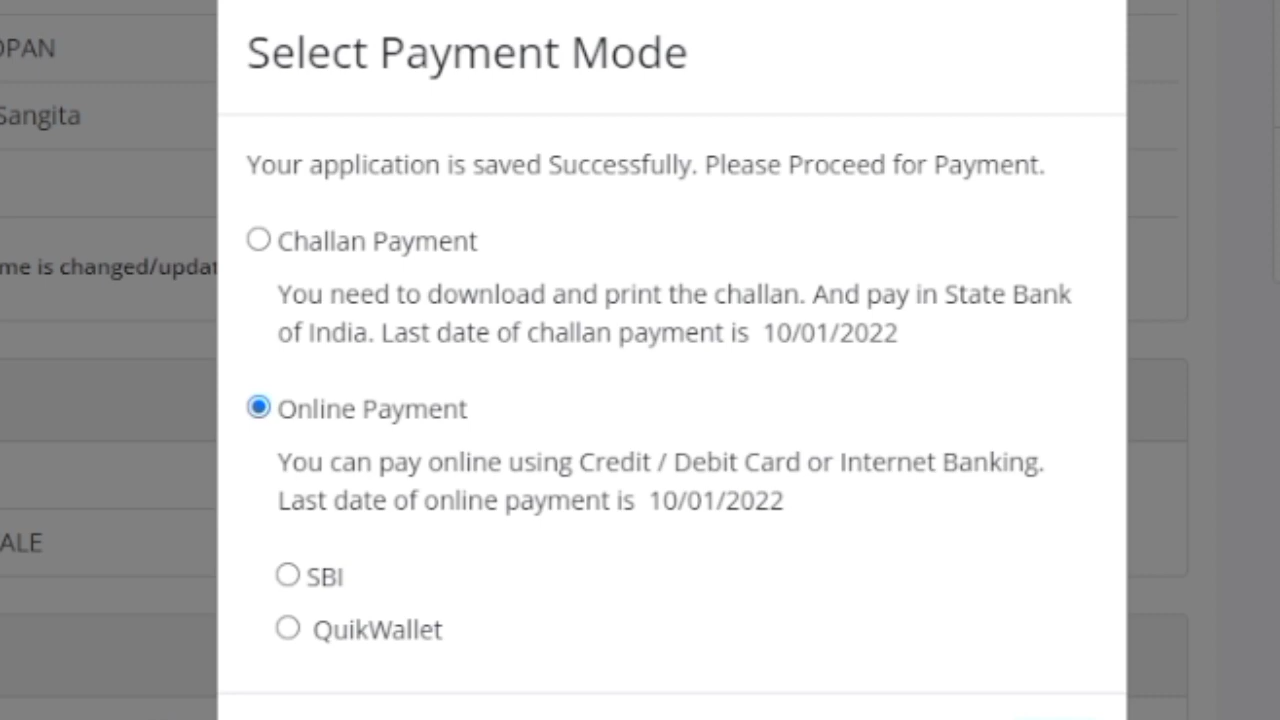 Select Payment Mode
OPAN
Sangita
Your application is saved Successfully. Please Proceed for Payment.
Challan Payment
me is changed/updat
You need to download and print the challan. And pay in State Bank
of India. Last date of challan payment is 10/01/2022
Online Payment
You can pay online using Credit / Debit Card or Internet Banking.
Last date of online payment is 10/01/2022
ALE
SBI
QuikWallet